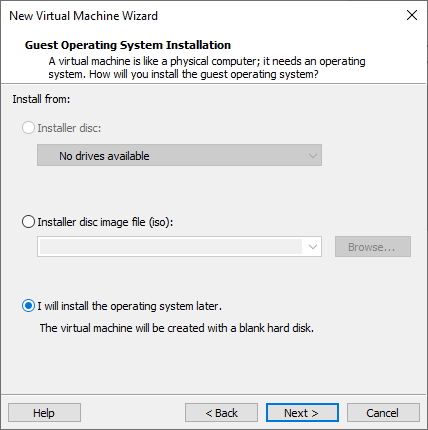 New Virtual Machine Wizard
Guest Operating System Installation
A virtual machine is like a physical computer; it needs an operating
system. How will you install the guest operating system?
Install from:
Installer disc:
No drives available
Installer disc image file (iso):
Browse...
I will install the operating system later.
The virtual machine will be created with a blank hard disk.
Help
< Back
Next >
Cancel